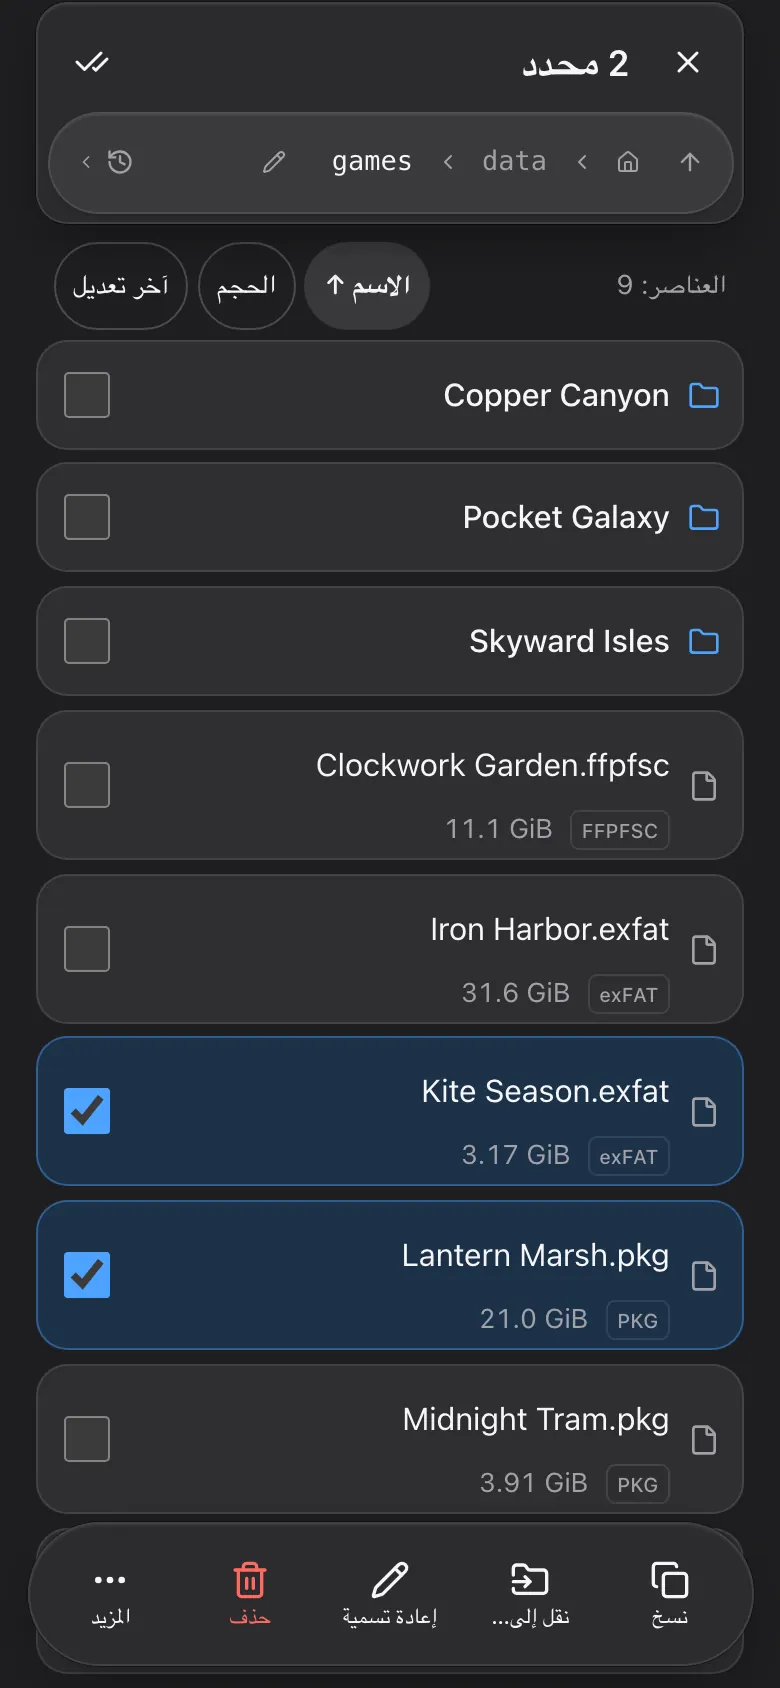 2 محدد
data < games
العناصر: 9
الاسم ↑ الحجم آخر تعديل
Copper Canyon
Pocket Galaxy
Skyward Isles
Clockwork Garden.ffpfsc
FFPFSC 11.1 GiB
Iron Harbor.exfat
exFAT 31.6 GiB
Kite Season.exfat
exFAT 3.17 GiB
Lantern Marsh.pkg
PKG 21.0 GiB
Midnight Tram.pkg
PKG 3.91 GiB
نسخ نقل إلى... إعادة تسمية حذف المزيد